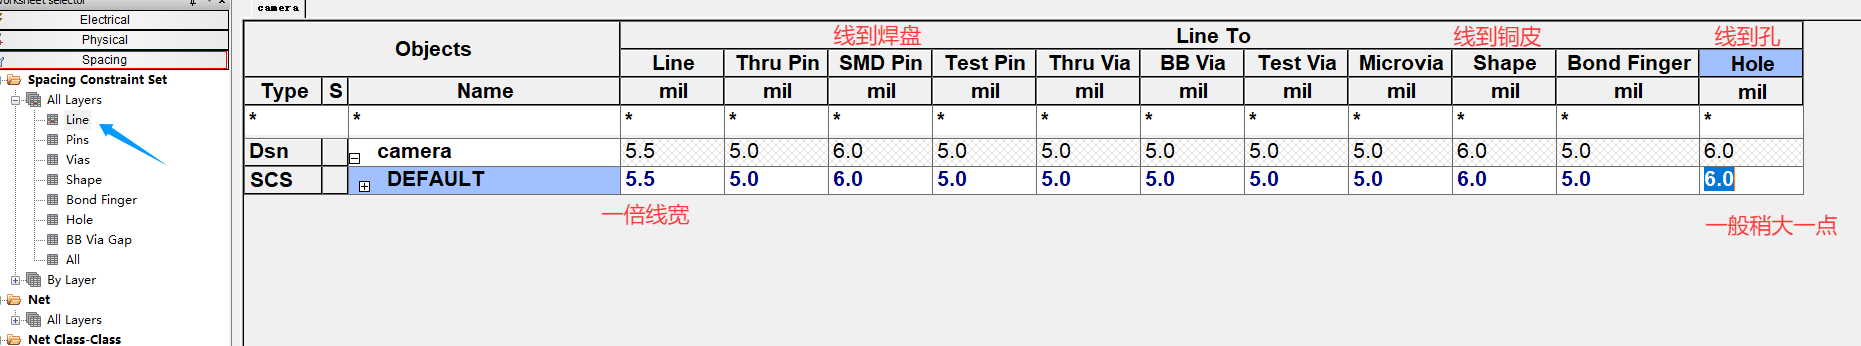 Worksheet selector
camera
Electrical
Physical
Spacing
Spacing Constraint Set
All Layers
Line
Pins
Vias
Shape
Bond Finger
Hole
BB Via Gap
All
By Layer
Net
All Layers
Net Class-Class
线到焊盘 线到铜皮 线到孔
Objects Line To
Line Thru Pin SMD Pin Test Pin Thru Via BB Via Test Via Microvia Shape Bond Finger Hole
Type S Name mil mil mil mil mil mil mil mil mil mil mil
* * * * * * * * * * * * *
Dsn camera 5.5 5.0 6.0 5.0 5.0 5.0 5.0 5.0 6.0 5.0 6.0
SCS DEFAULT 5.5 5.0 6.0 5.0 5.0 5.0 5.0 5.0 6.0 5.0 6.0
一倍线宽
一般稍大一点